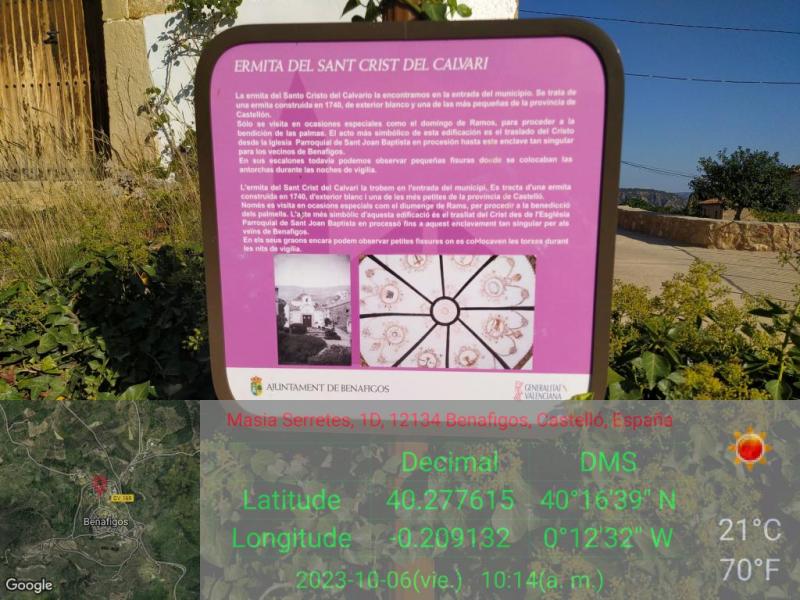 ERMITA DEL SANT CRIST DEL CALVARI
La ermita del Santo Cristo del Calvario la encontramos en la entrada del municipio. Se trata de
una ermita construida en 1740, de exterior blanco y una de las más pequeñas de la provincia de
Castellón.
Sólo se visita en ocasiones especiales como el domingo de Ramos, para proceder a la
bendición de las palmas. El acto más simbólico de esta edificación es el traslado del Cristo
desde la Iglesia Parroquial de Sant Joan Baptista en procesión hasta este enclave tan singular
para los vecinos de Benafigos.
En sus escalones todavía podemos observar pequeñas fisuras donde se colocaban las
antorchas durante las noches de vigilia.
L'ermita del Sant Crist del Calvari la trobem en l'entrada del municipi. Es tracta d'una ermita
construïda en 1740, d'exterior blanc i una de les més petites de la província de Castelló.
Només es visita en ocasions especials com el diumenge de Rams, per procedir a la benedicció
dels palmells. L'acte més simbòlic d'aquesta edificació es el trasllat del Crist des de l'Església
Parroquial de Sant Joan Baptista en processó fins a aquest enclavament tan singular per als
veïns de Benafigos.
En els seus graons encara podem observar petites fissures on es col·locaven les torxes durant
les nits de vigília.
AJUNTAMENT DE BENAFIGOS
GENERALITAT
VALENCIANA
Masia Serretes, 1D, 12134 Benafigos, Castelló, España
Decimal DMS
Latitude 40.277615 40°16'39" N
Longitude -0.209132 0°12'32" W
2023-10-06(vie.) 10:14(a. m.)
21°C
70°F
CV-169
Benafigos
Google